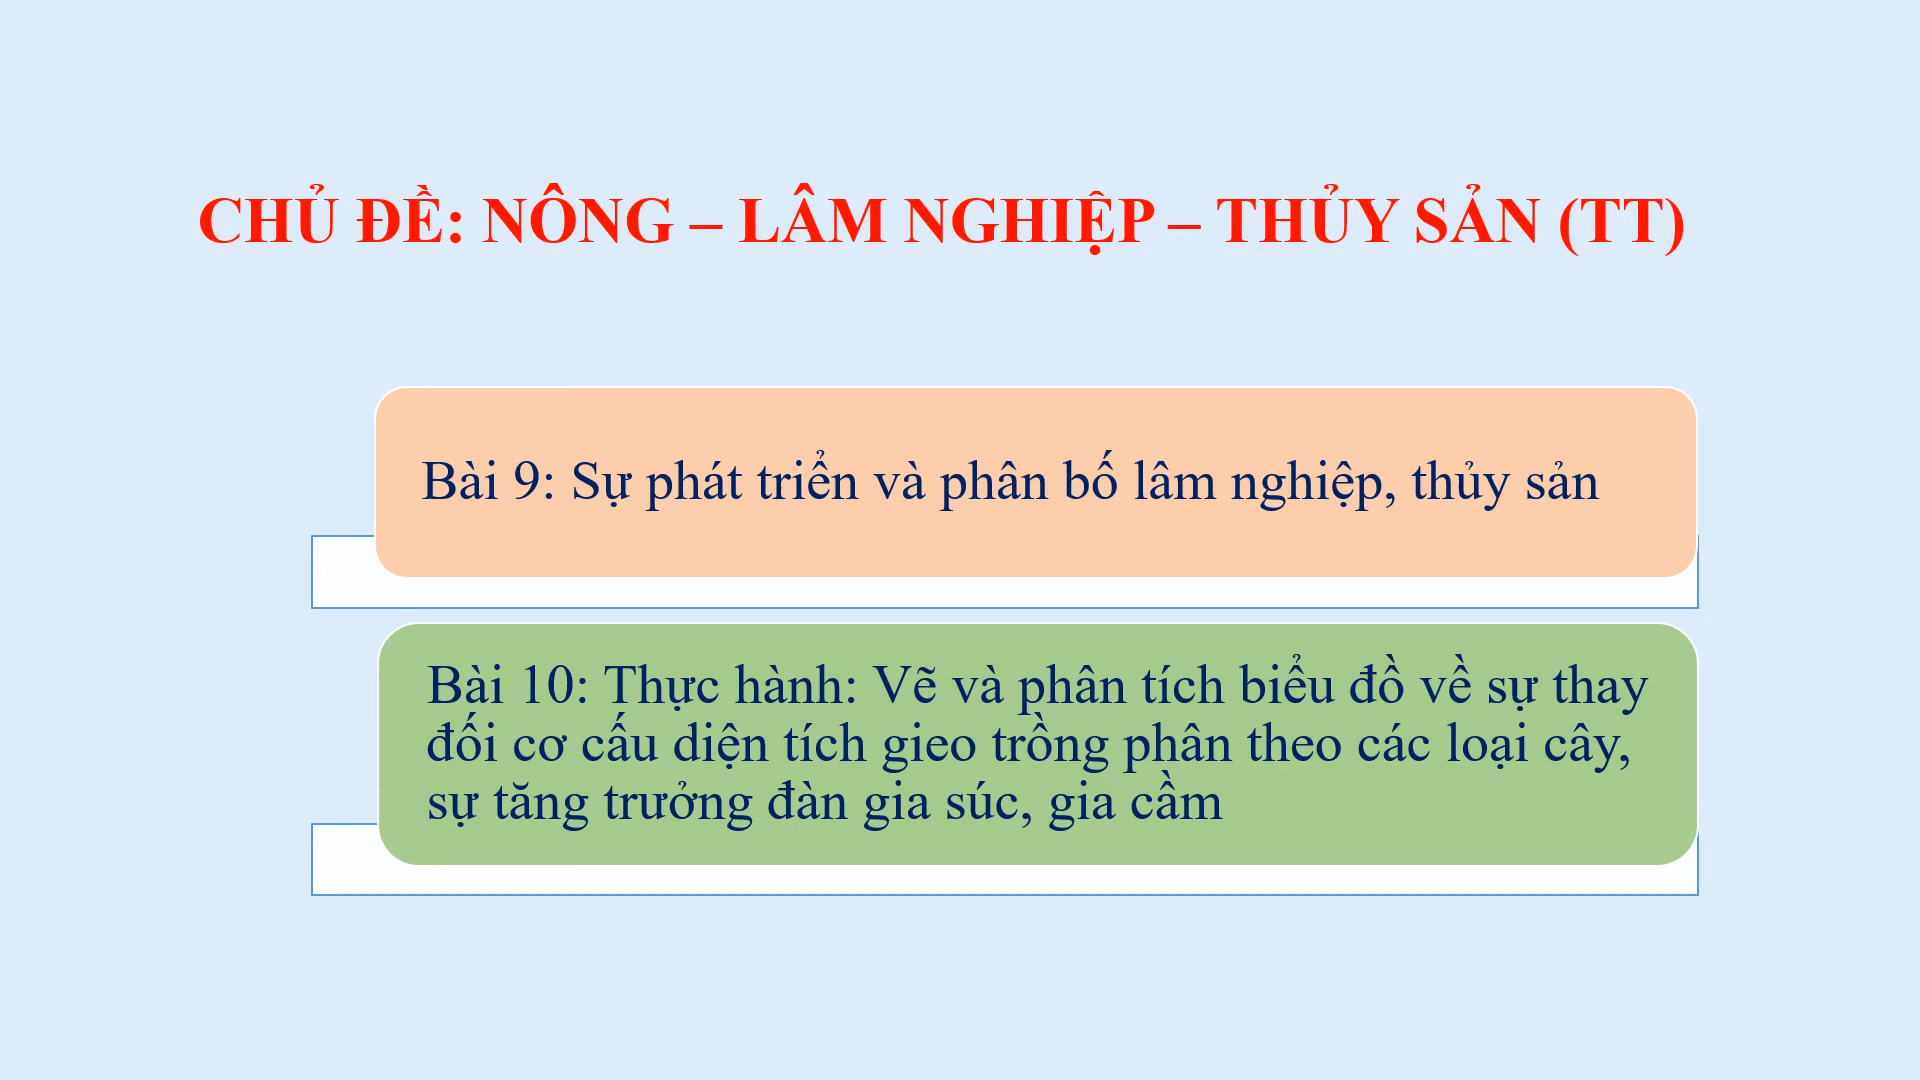 CHỦ ĐỀ: NÔNG – LÂM NGHIỆP – THỦY SẢN (TT)
Bài 9: Sự phát triển và phân bố lâm nghiệp, thủy sản
Bài 10: Thực hành: Vẽ và phân tích biểu đồ về sự thay
đối cơ cấu diện tích gieo trồng phân theo các loại cây,
sự tăng trưởng đàn gia súc, gia cầm